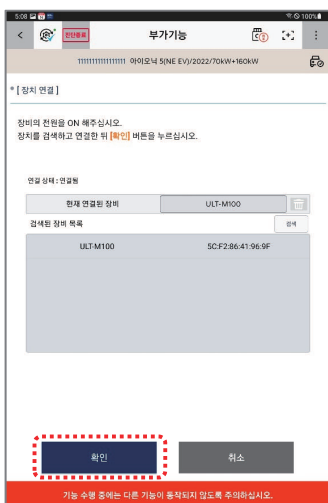 5:08
100%
진단종료
부가기능
11111111111111111 아이오닉 5(NE EV)/2022/70kW+160kW
* [ 장치 연결 ]
장비의 전원을 ON 해주십시오.
장치를 검색하고 연결한 뒤 [확인] 버튼을 누르십시오.
연결 상태 : 연결됨
현재 연결된 장비 ULT-M100
검색된 장비 목록 검색
ULT-M100 5C:F2:86:41:96:9F
확인 취소
기능 수행 중에는 다른 기능이 동작되지 않도록 주의하십시오.